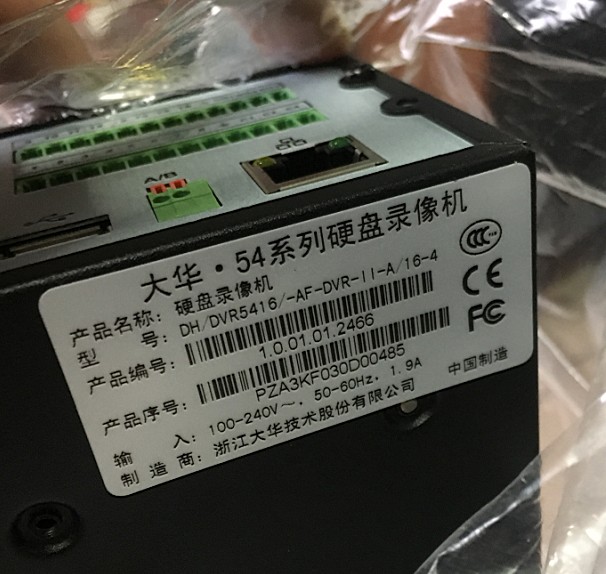 A/B
大华·54系列硬盘录像机
产品名称: 硬盘录像机
型 号: DH/DVR5416/-AF-DVR-II-A/16-4
产品编号:
1.0.01.01.2466
产品序号:
PZA3KF030D00485
输 入: 100-240V~, 50-60Hz, 1.9A
制 造 商: 浙江大华技术股份有限公司
CCC
CE
FC
中国制造